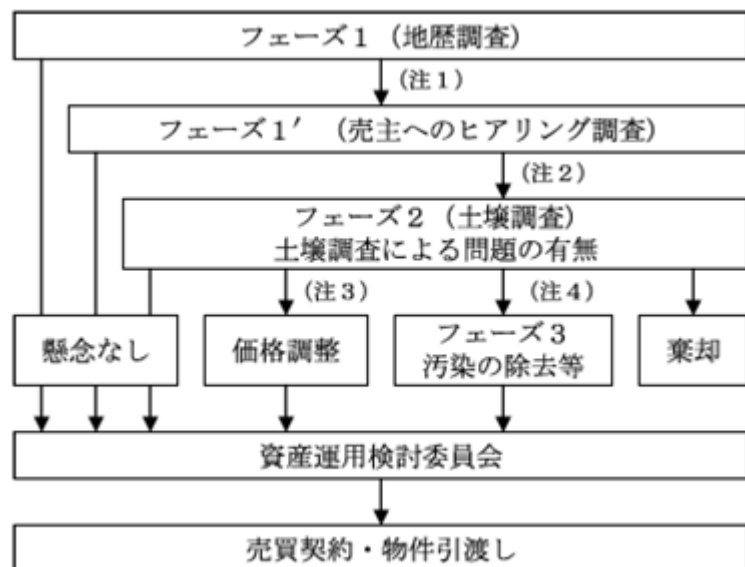 フェーズ1（地歴調査）
（注1）
フェーズ1′（売主へのヒアリング調査）
（注2）
フェーズ2（土壌調査）
土壌調査による問題の有無
（注3）
（注4）
懸念なし
価格調整
フェーズ3
汚染の除去等
棄却
資産運用検討委員会
売買契約・物件引渡し